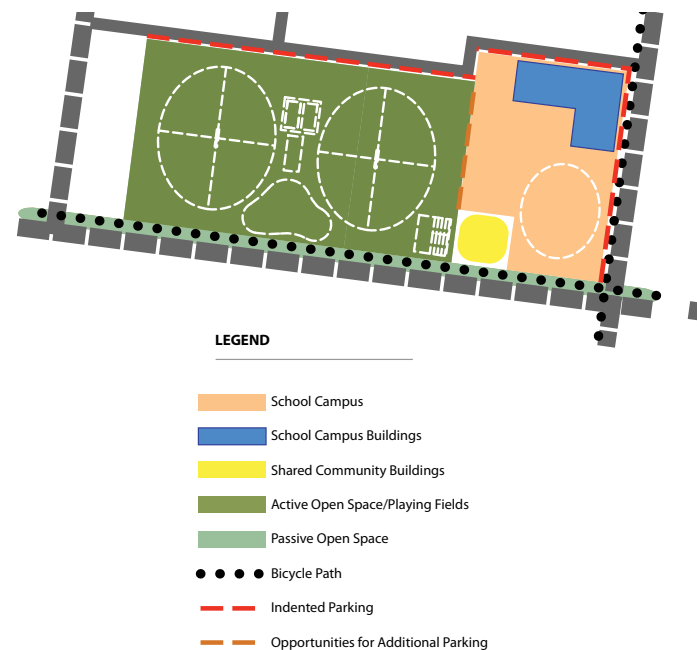 LEGEND
School Campus
School Campus Buildings
Shared Community Buildings
Active Open Space/Playing Fields
Passive Open Space
Bicycle Path
Indented Parking
Opportunities for Additional Parking